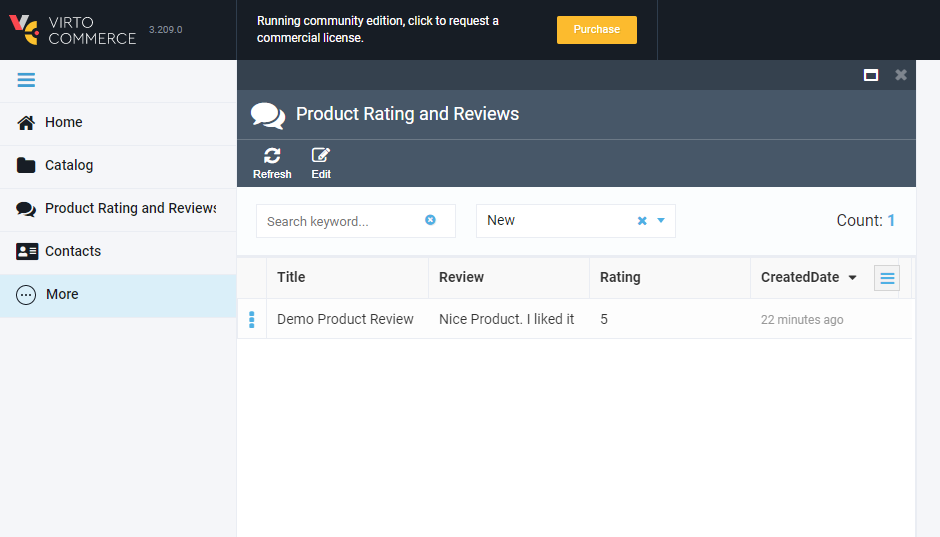 VIRTO
COMMERCE
3.209.0
Running community edition, click to request a
commercial license.
Purchase
Home
Catalog
Product Rating and Reviews
Contacts
More
Product Rating and Reviews
Refresh
Edit
Search keyword...
New
Count: 1
Title
Review
Rating
CreatedDate
Demo Product Review
Nice Product. I liked it
5
22 minutes ago